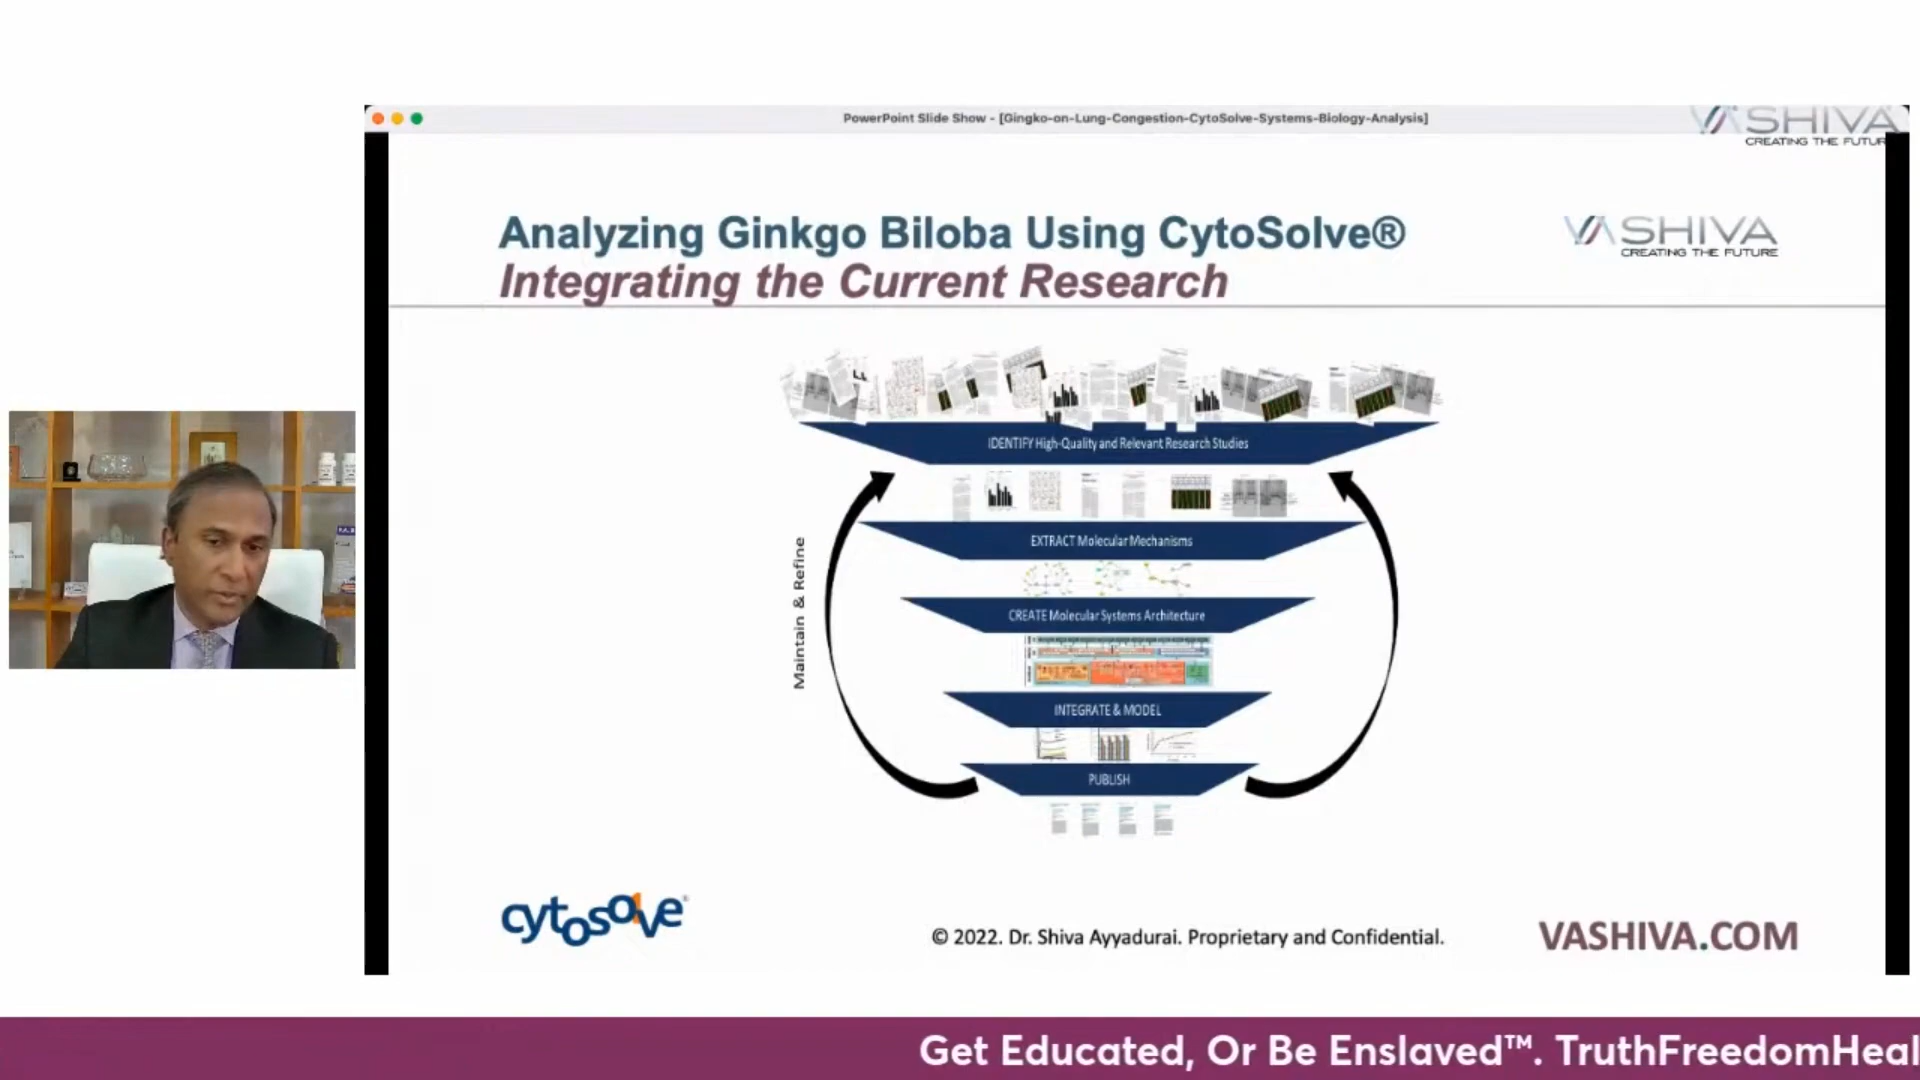 PowerPoint Slide Show - [Gingko-on-Lung-Congestion-CytoSolve-Systems-Biology-Analysis]
VASHIVA
CREATING THE FUTUR
Analyzing Ginkgo Biloba Using CytoSolve®
Integrating the Current Research
VASHIVA
CREATING THE FUTURE
IDENTIFY High-Quality and Relevant Research Studies
EXTRACT Molecular Mechanisms
CREATE Molecular Systems Architecture
INTEGRATE & MODEL
PUBLISH
Maintain & Refine
cytosolve®
© 2022. Dr. Shiva Ayyadurai. Proprietary and Confidential.
VASHIVA.COM
Get Educated, Or Be Enslaved™. TruthFreedomHeal